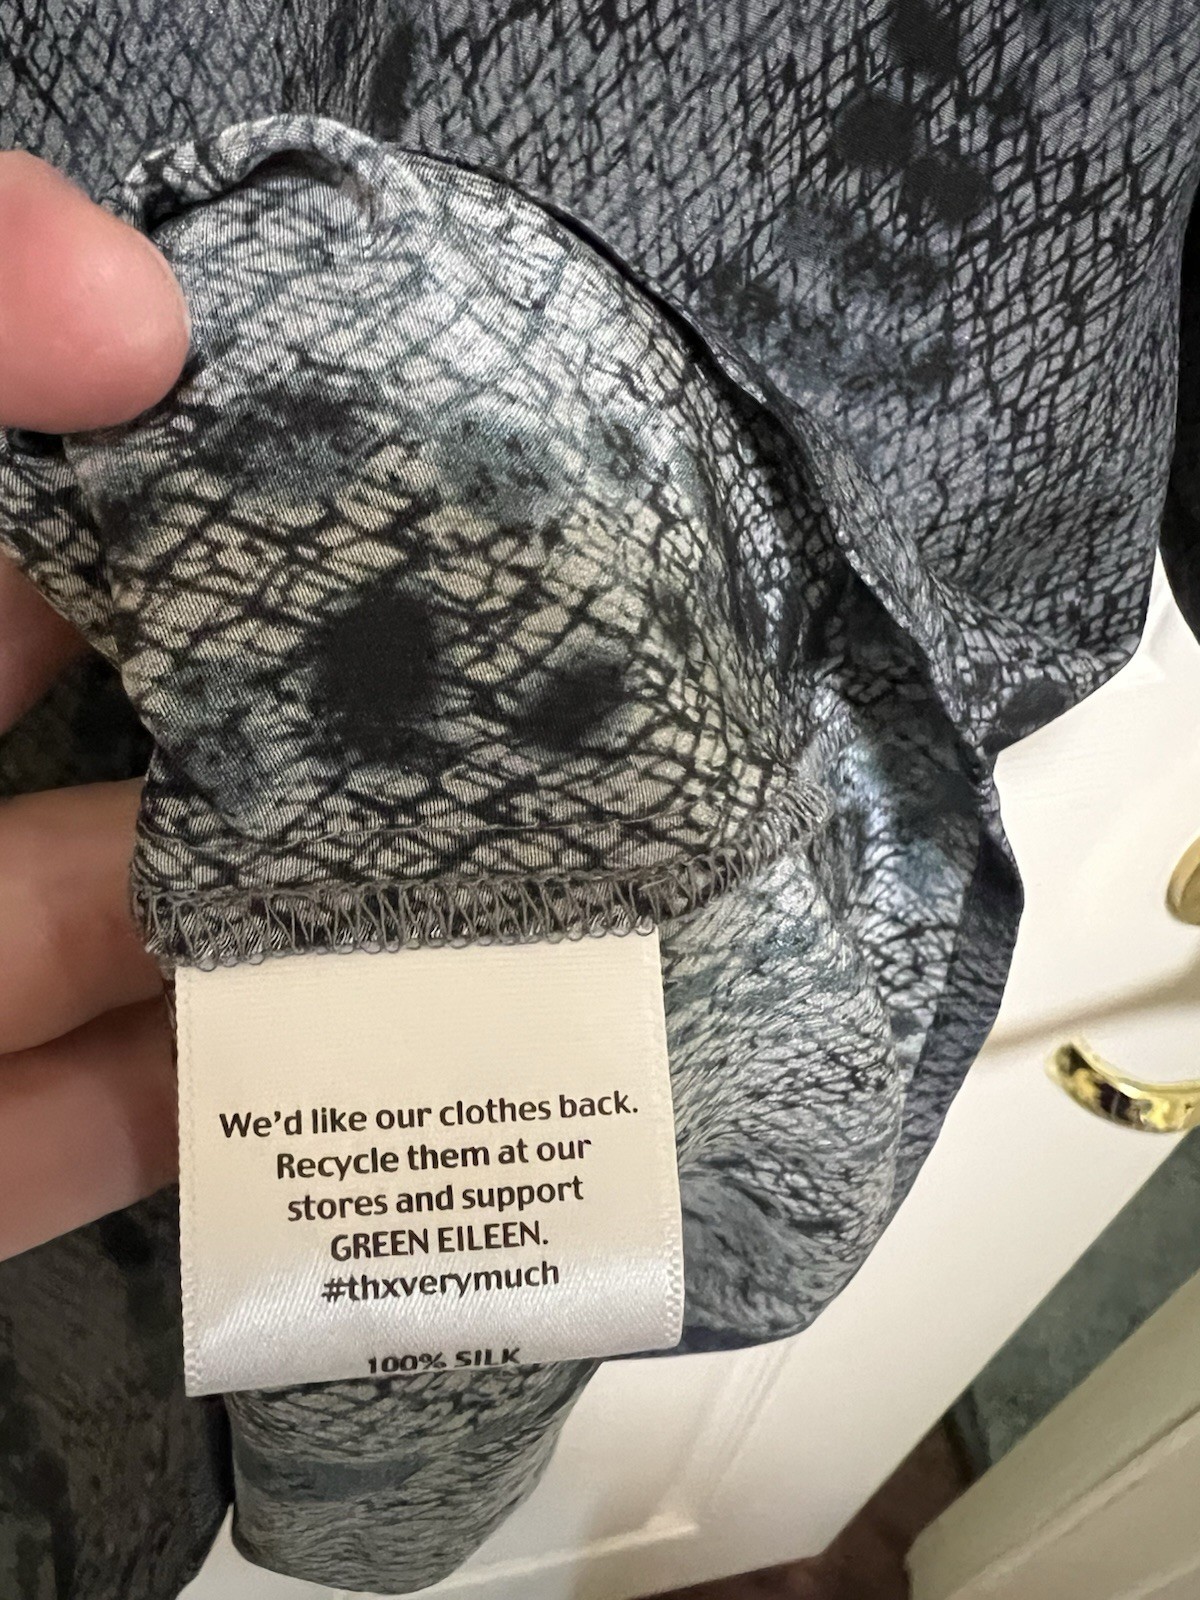 We'd like our clothes back.
Recycle them at our
stores and support
GREEN EILEEN.
#thxverymuch
100% SILK